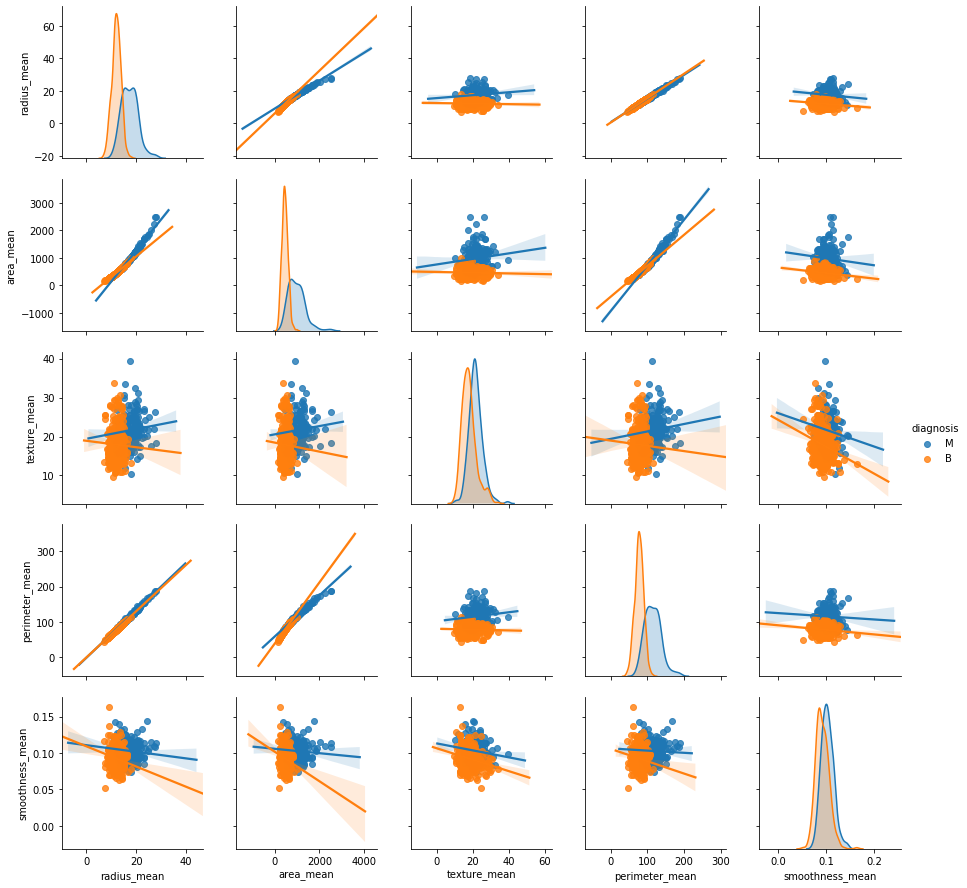 radius_mean
60
40
20
0
−20
area_mean
3000
2000
1000
0
−1000
texture_mean
40
30
20
10
diagnosis
M
B
perimeter_mean
300
200
100
0
smoothness_mean
0.15
0.10
0.05
0.00
0 20 40
0 2000 4000
0 20 40 60
0 100 200 300
0.0 0.1 0.2
radius_mean
area_mean
texture_mean
perimeter_mean
smoothness_mean